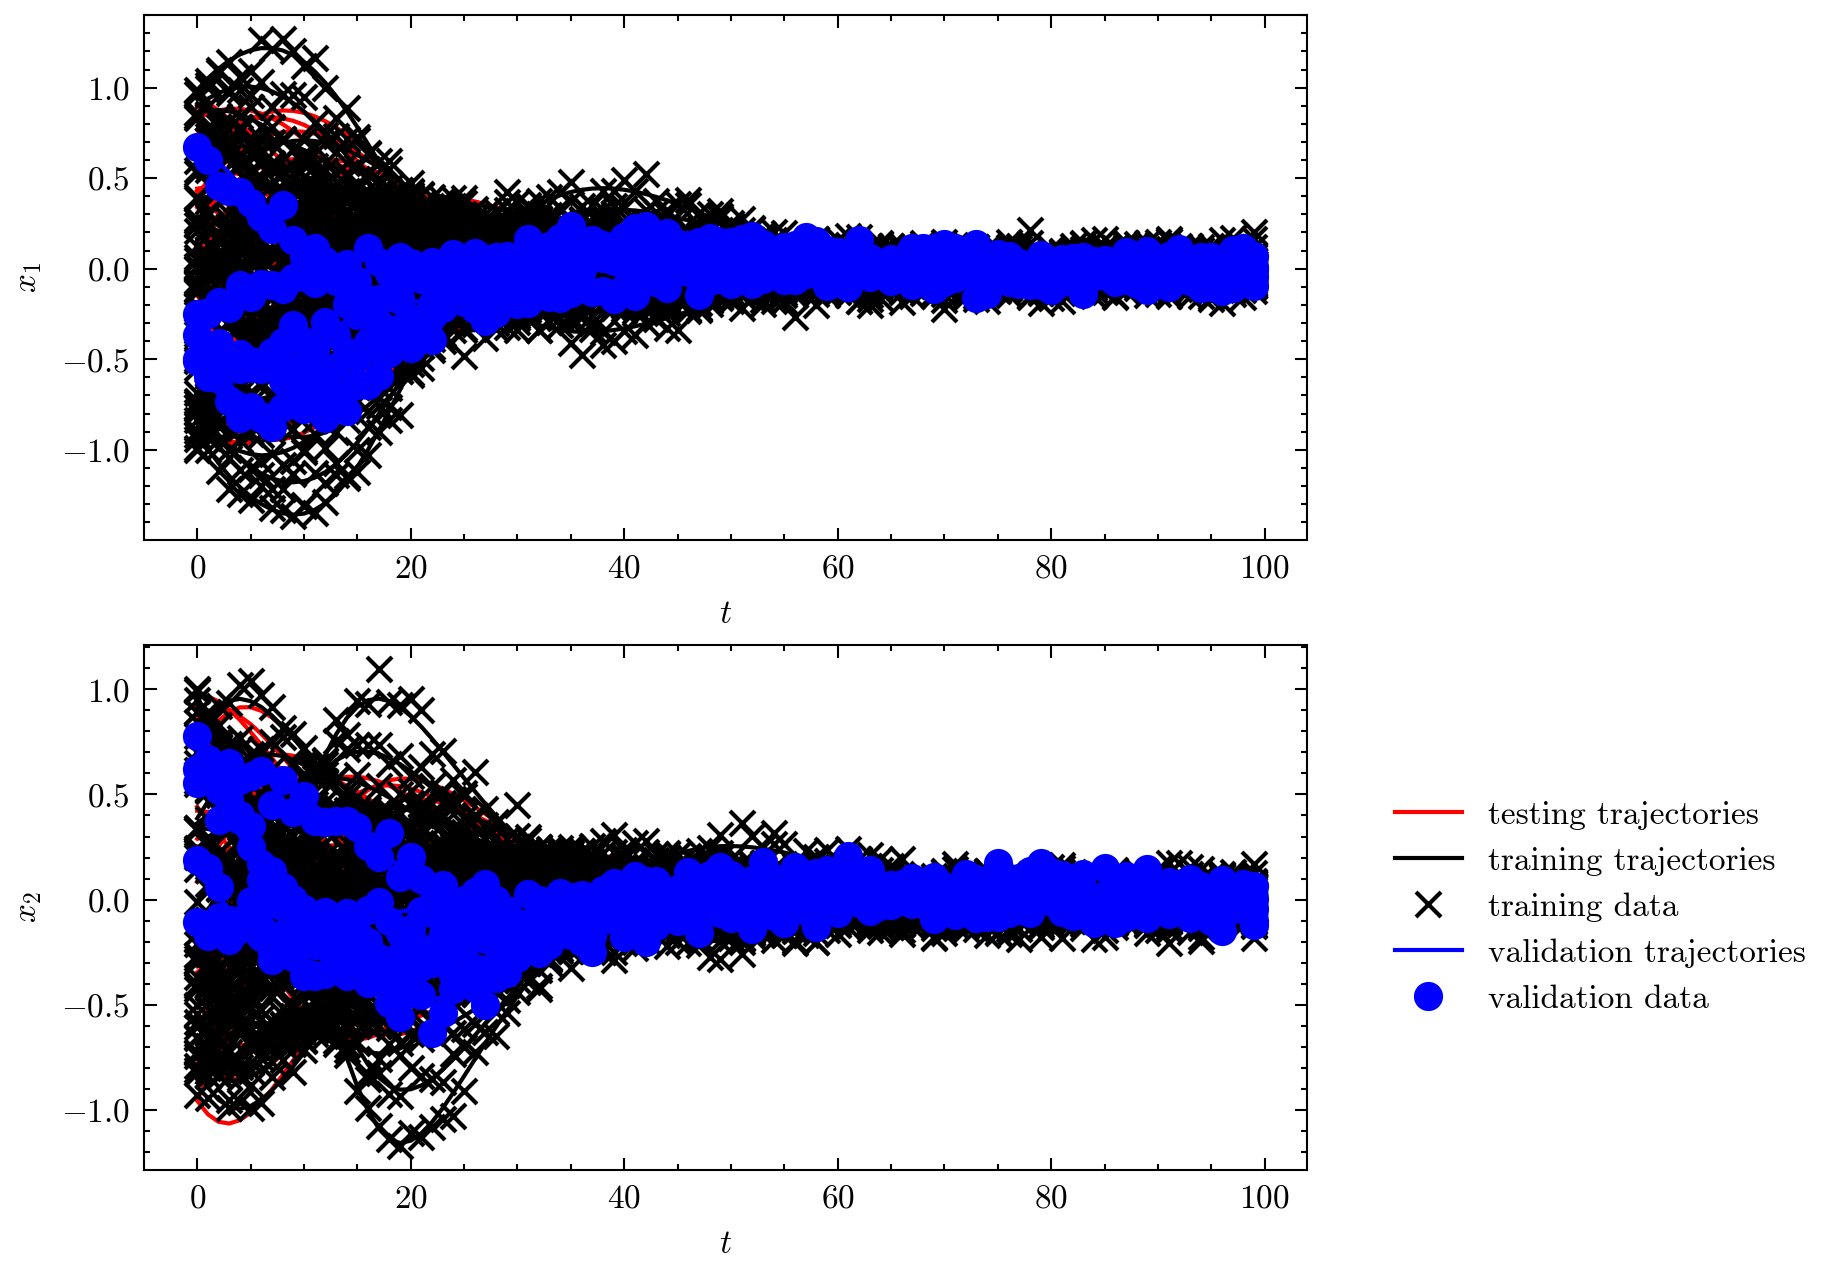 1.0
0.5
0.0
−0.5
−1.0
x₁
0 20 40 60 80 100
t
1.0
0.5
0.0
−0.5
−1.0
x₂
0 20 40 60 80 100
t
testing trajectories
training trajectories
training data
validation trajectories
validation data